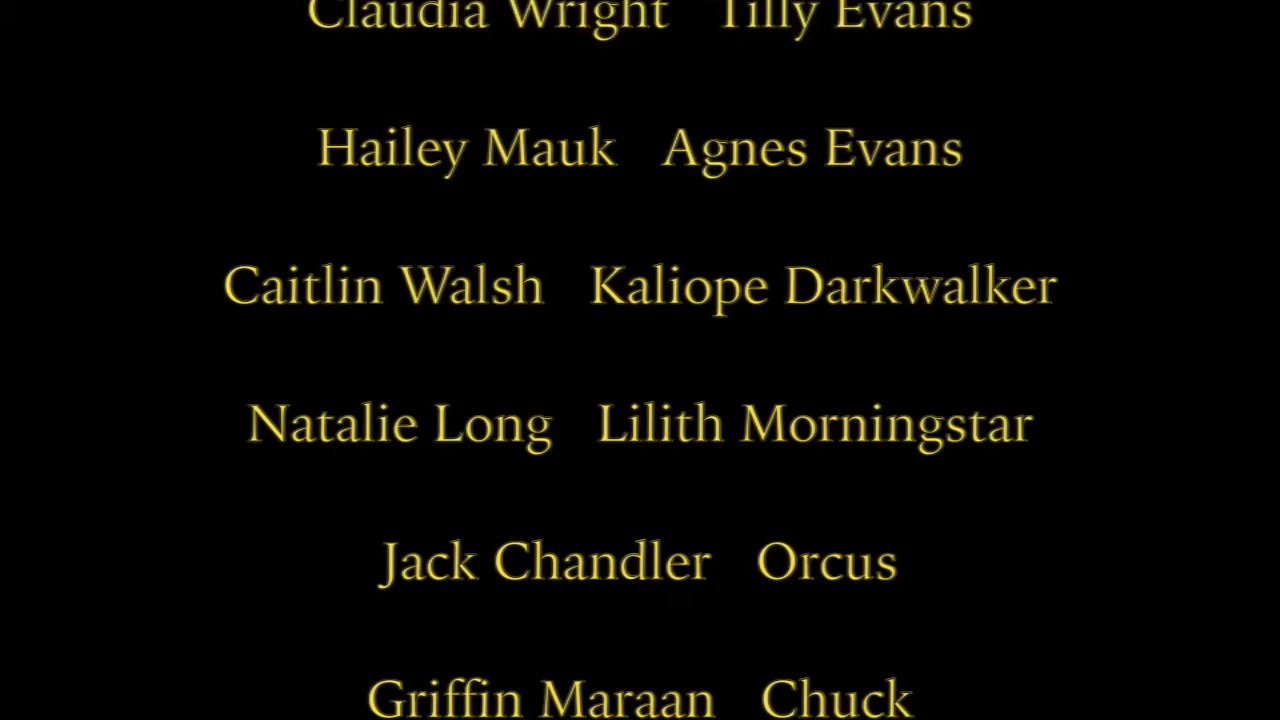 Claudia Wright Tilly Evans
Hailey Mauk Agnes Evans
Caitlin Walsh Kaliope Darkwalker
Natalie Long Lilith Morningstar
Jack Chandler Orcus
Griffin Maraan Chuck